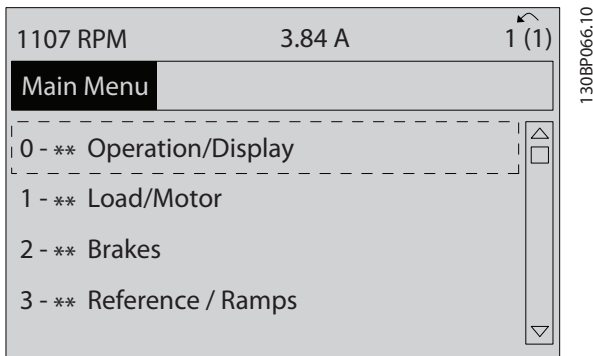 1107 RPM 3.84 A 1 (1)
Main Menu
0 - ** Operation/Display
1 - ** Load/Motor
2 - ** Brakes
3 - ** Reference / Ramps
130BP066.10